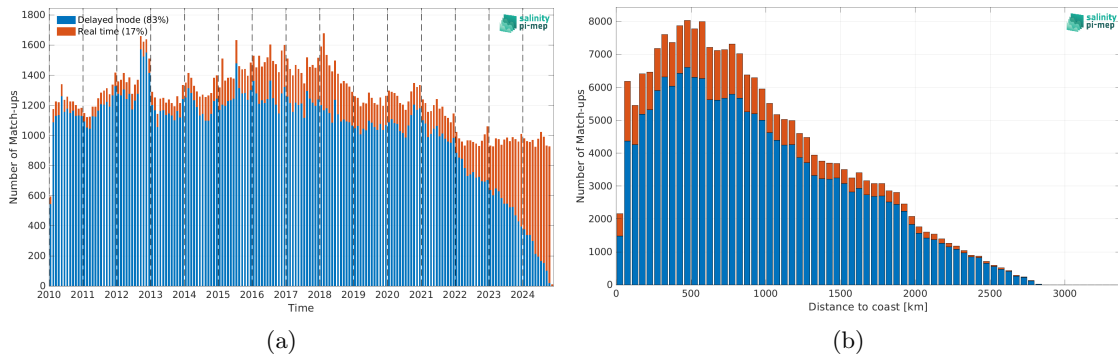 1800
1600
1400
1200
1000
800
600
400
200
0
Number of Match-ups
Delayed mode (83%)
Real time (17%)
salinity
pi-mep
2010 2011 2012 2013 2014 2015 2016 2017 2018 2019 2020 2021 2022 2023 2024
Time
(a)
8000
7000
6000
5000
4000
3000
2000
1000
0
Number of Match-ups
salinity
pi-mep
0 500 1000 1500 2000 2500 3000
Distance to coast [km]
(b)